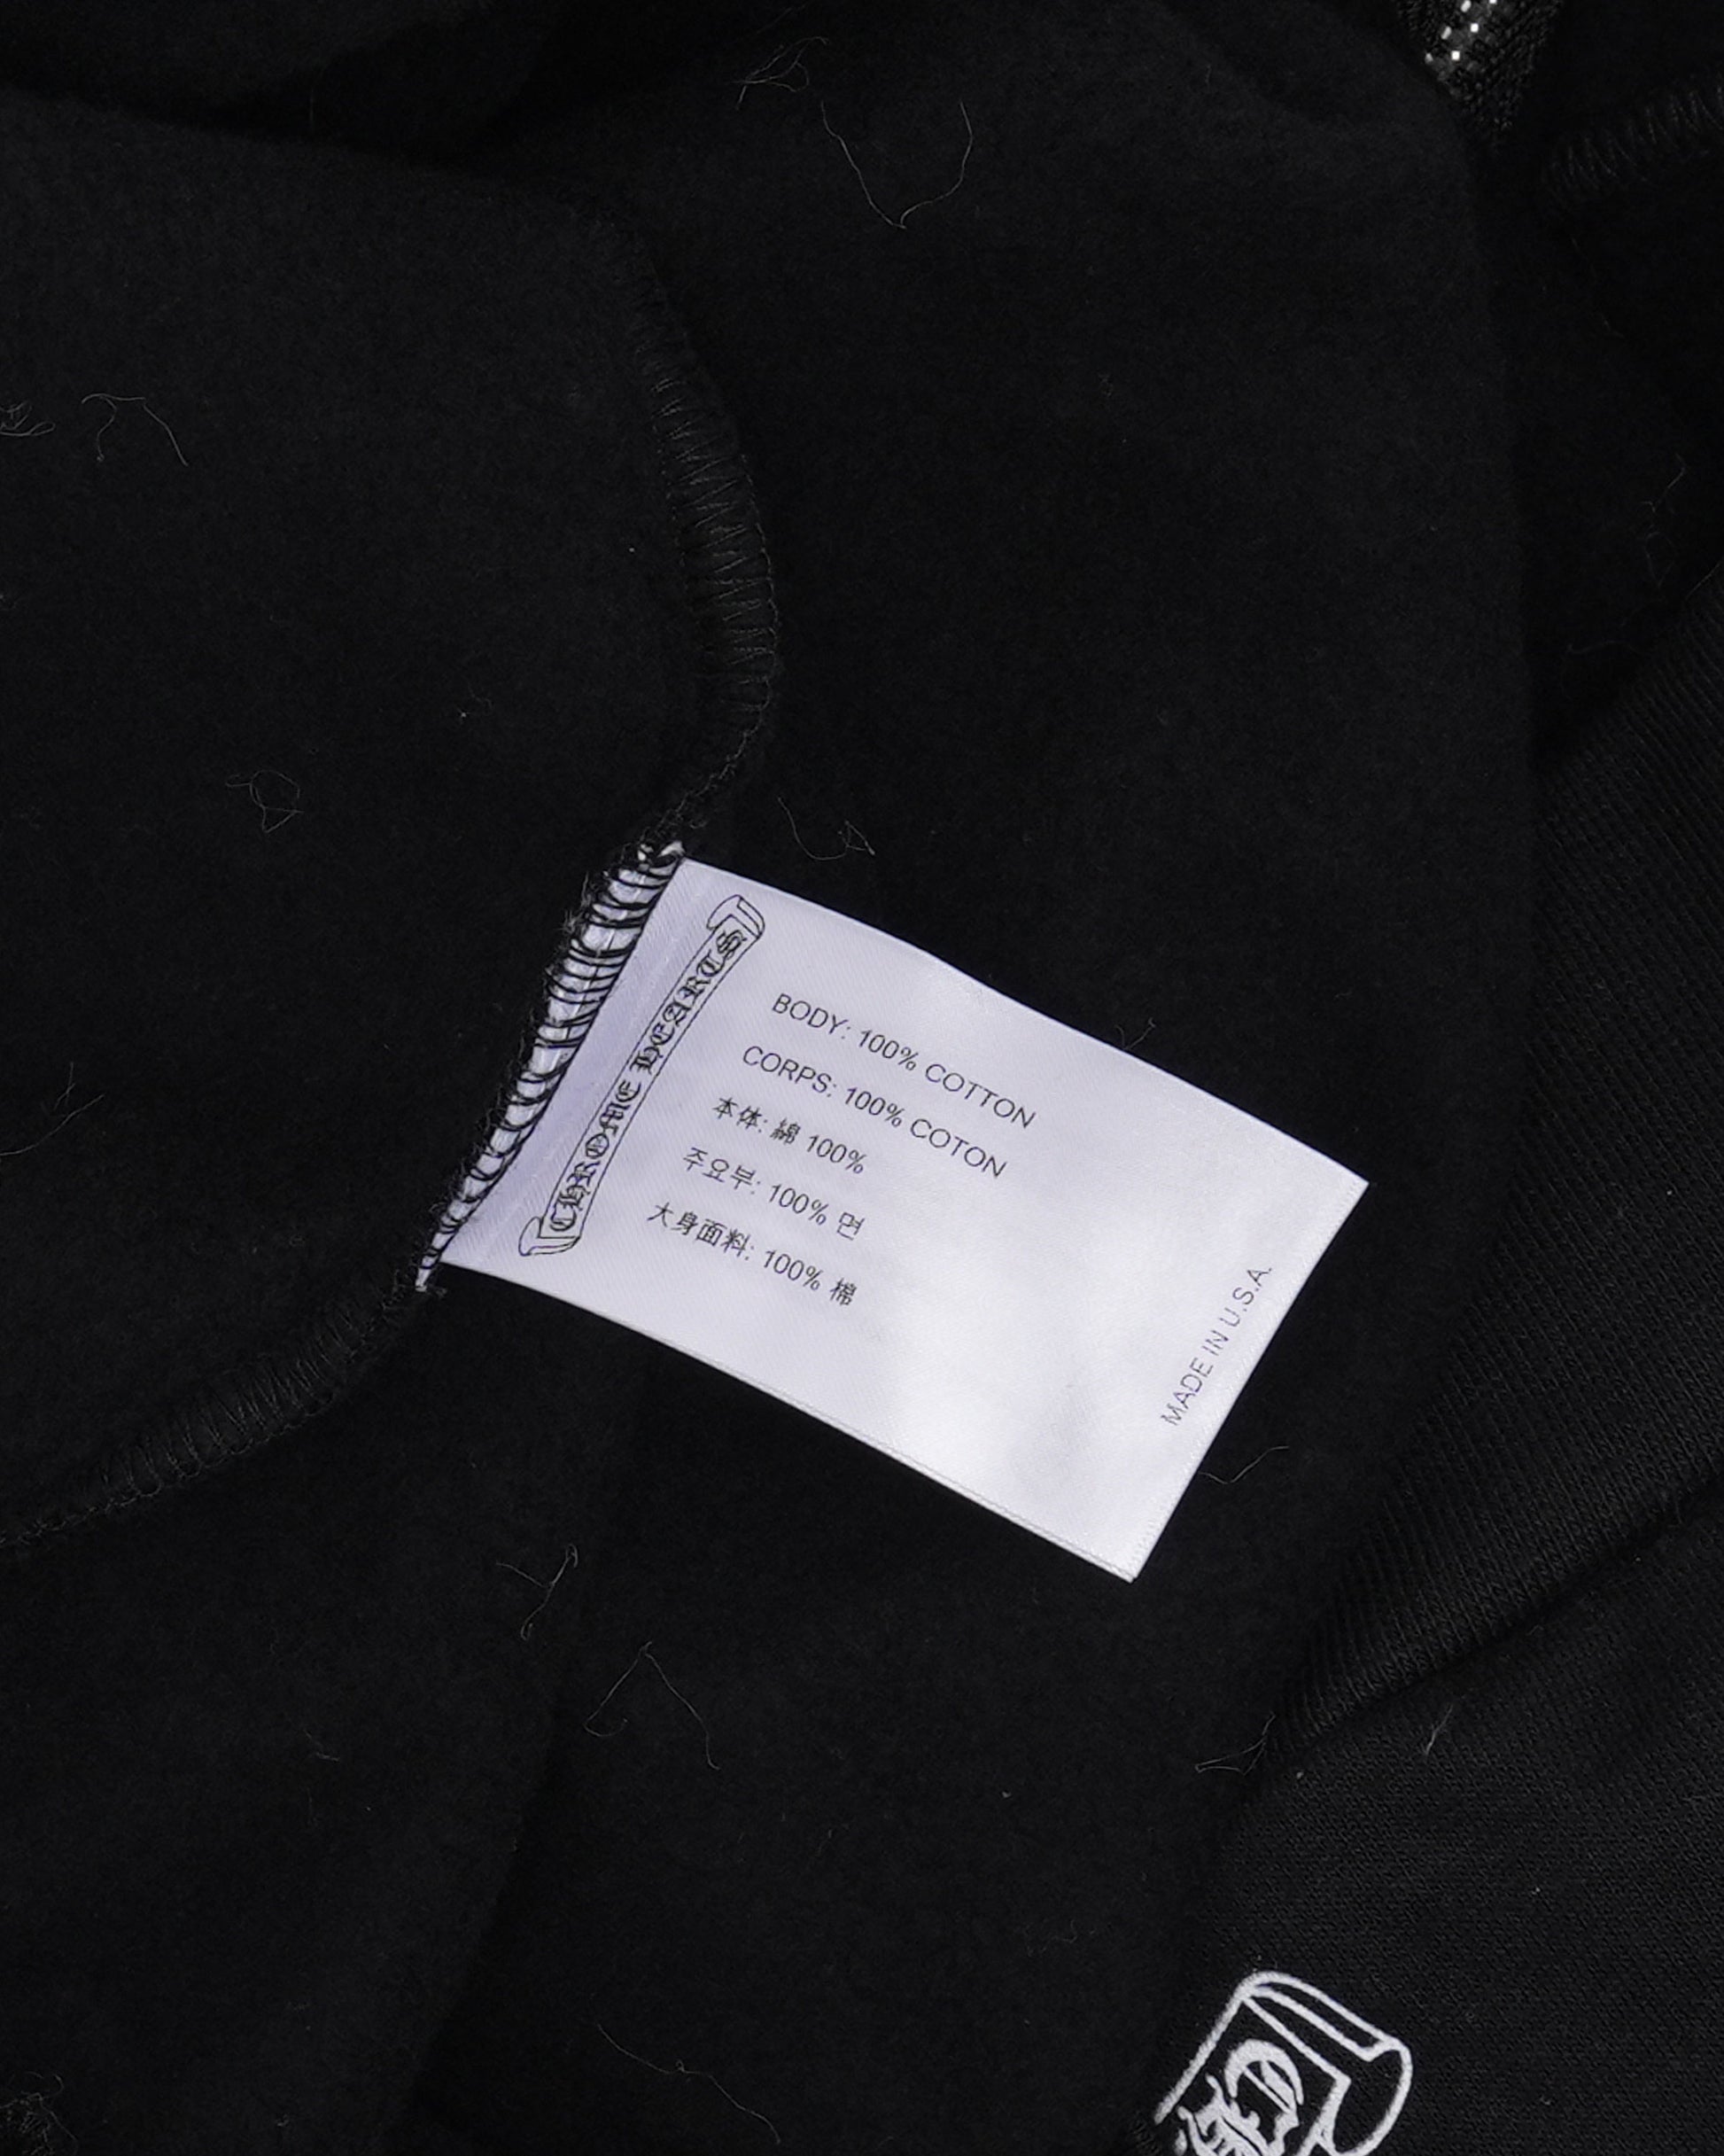 CHROME HEARTS
BODY: 100% COTTON
CORPS: 100% COTON
本体: 綿 100%
주요부: 100% 면
大身面料: 100% 棉
MADE IN U.S.A.